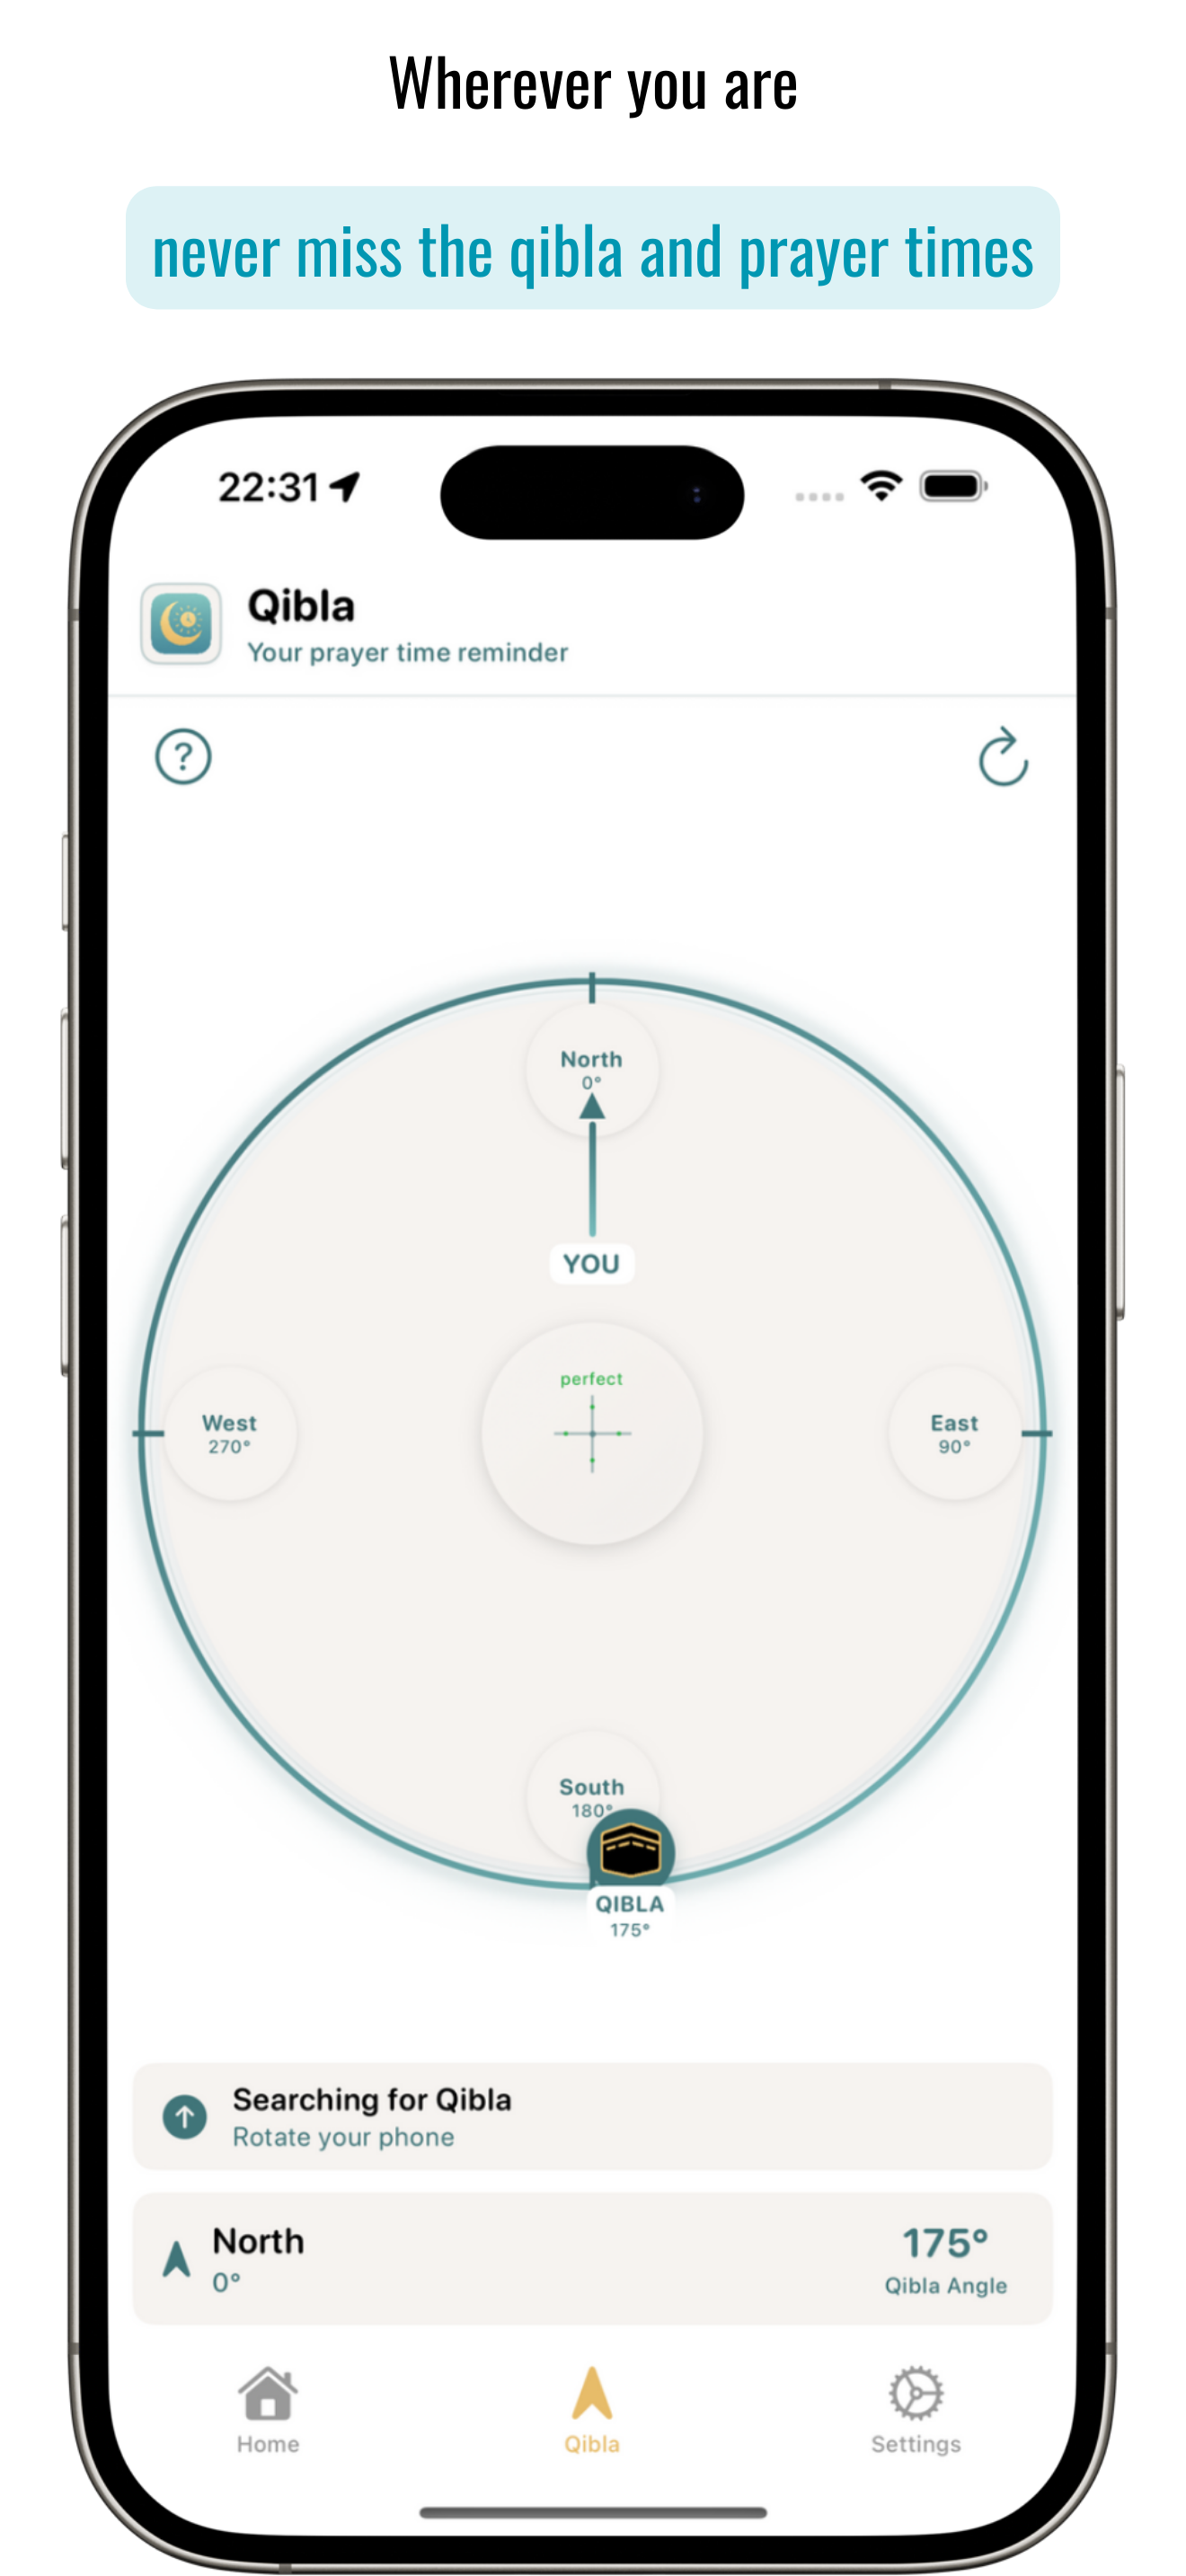 Wherever you are
never miss the qibla and prayer times
22:31
Qibla
Your prayer time reminder
?
North
0°
YOU
perfect
West
270°
East
90°
South
180°
QIBLA
175°
Searching for Qibla
Rotate your phone
North
0°
175°
Qibla Angle
Home
Qibla
Settings